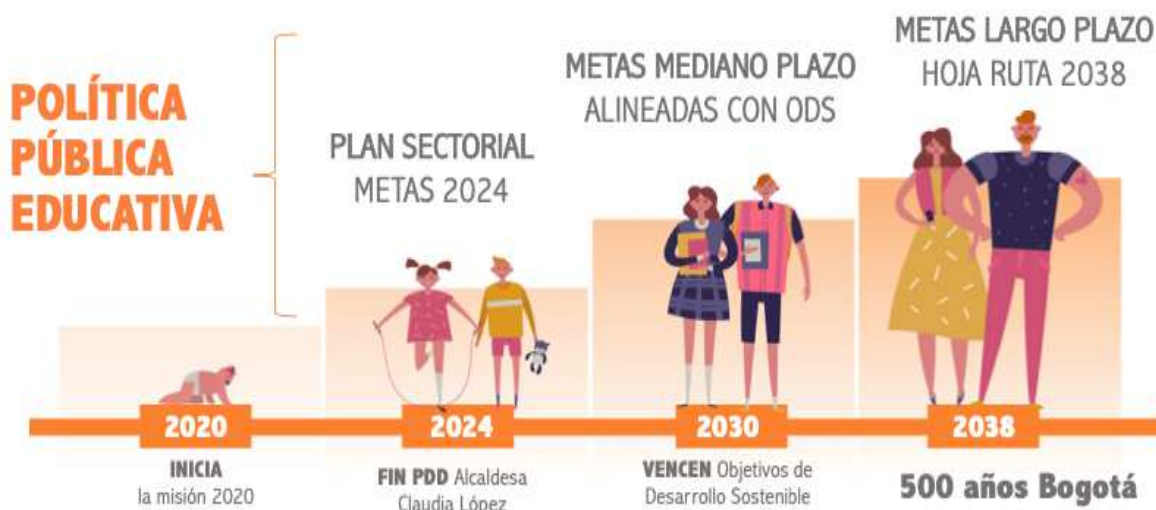 POLÍTICA
PÚBLICA
EDUCATIVA
PLAN SECTORIAL
METAS 2024
METAS MEDIANO PLAZO
ALINEADAS CON ODS
METAS LARGO PLAZO
HOJA RUTA 2038
2020
2024
2030
2038
INICIA
la misión 2020
FIN PDD Alcaldesa
Claudia López
VENCEN Objetivos de
Desarrollo Sostenible
500 años Bogotá